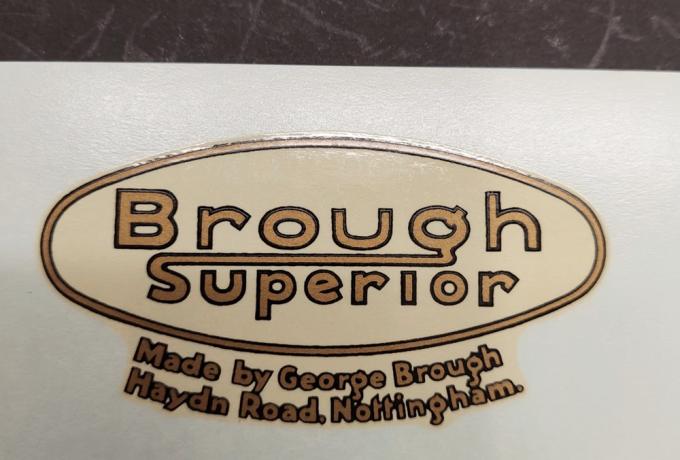 Brough
Superior
Made by George Brough
Haydn Road, Nottingham.